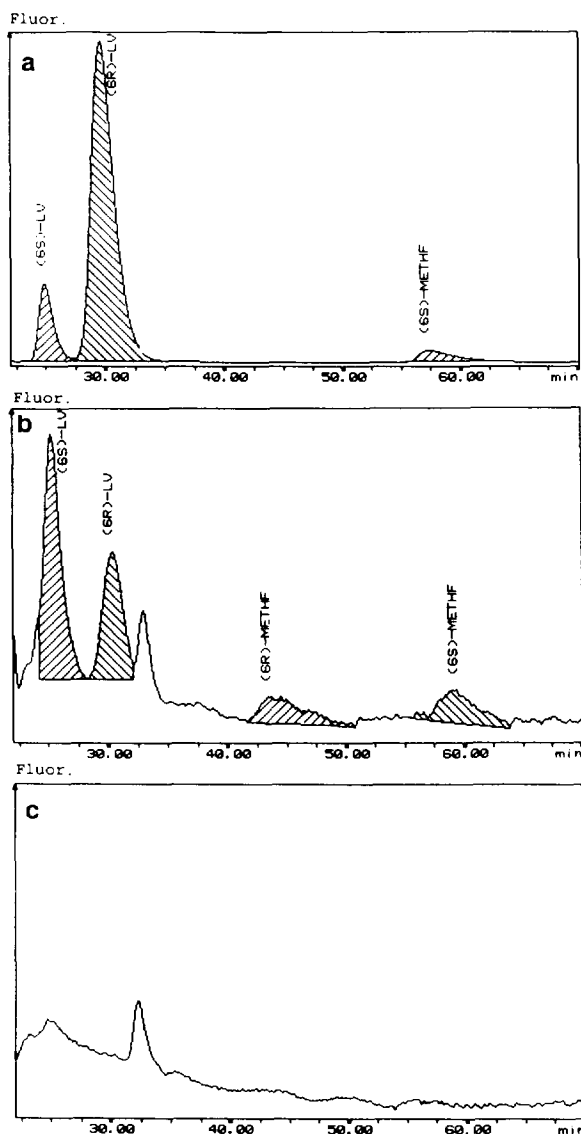 Fluor.
a
(6S)-LV
(6R)-LV
(6S)-METHF
30.00 40.00 50.00 60.00 min
Fluor.
b
(6S)-LV
(6R)-LV
(6R)-METHF
(6S)-METHF
30.00 40.00 50.00 60.00 min
Fluor.
c
30.00 40.00 50.00 60.00 min